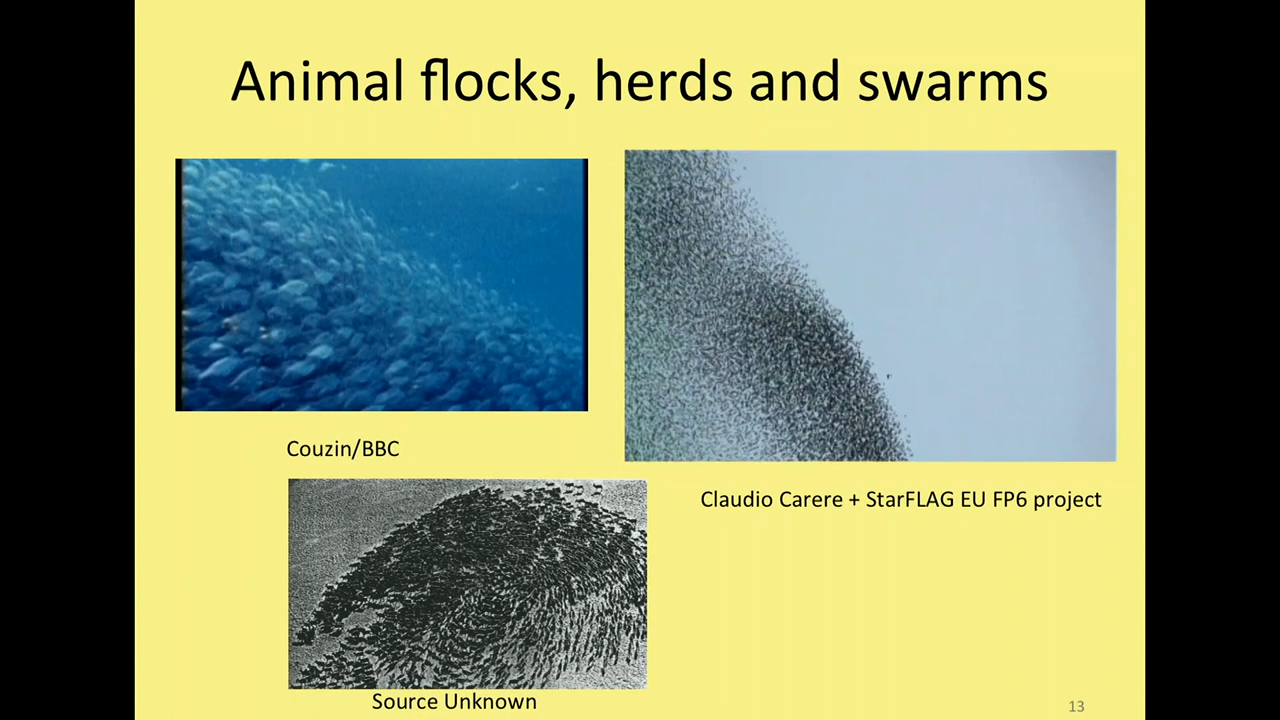 Animal flocks, herds and swarms
Couzin/BBC
Claudio Carere + StarFLAG EU FP6 project
Source Unknown
13